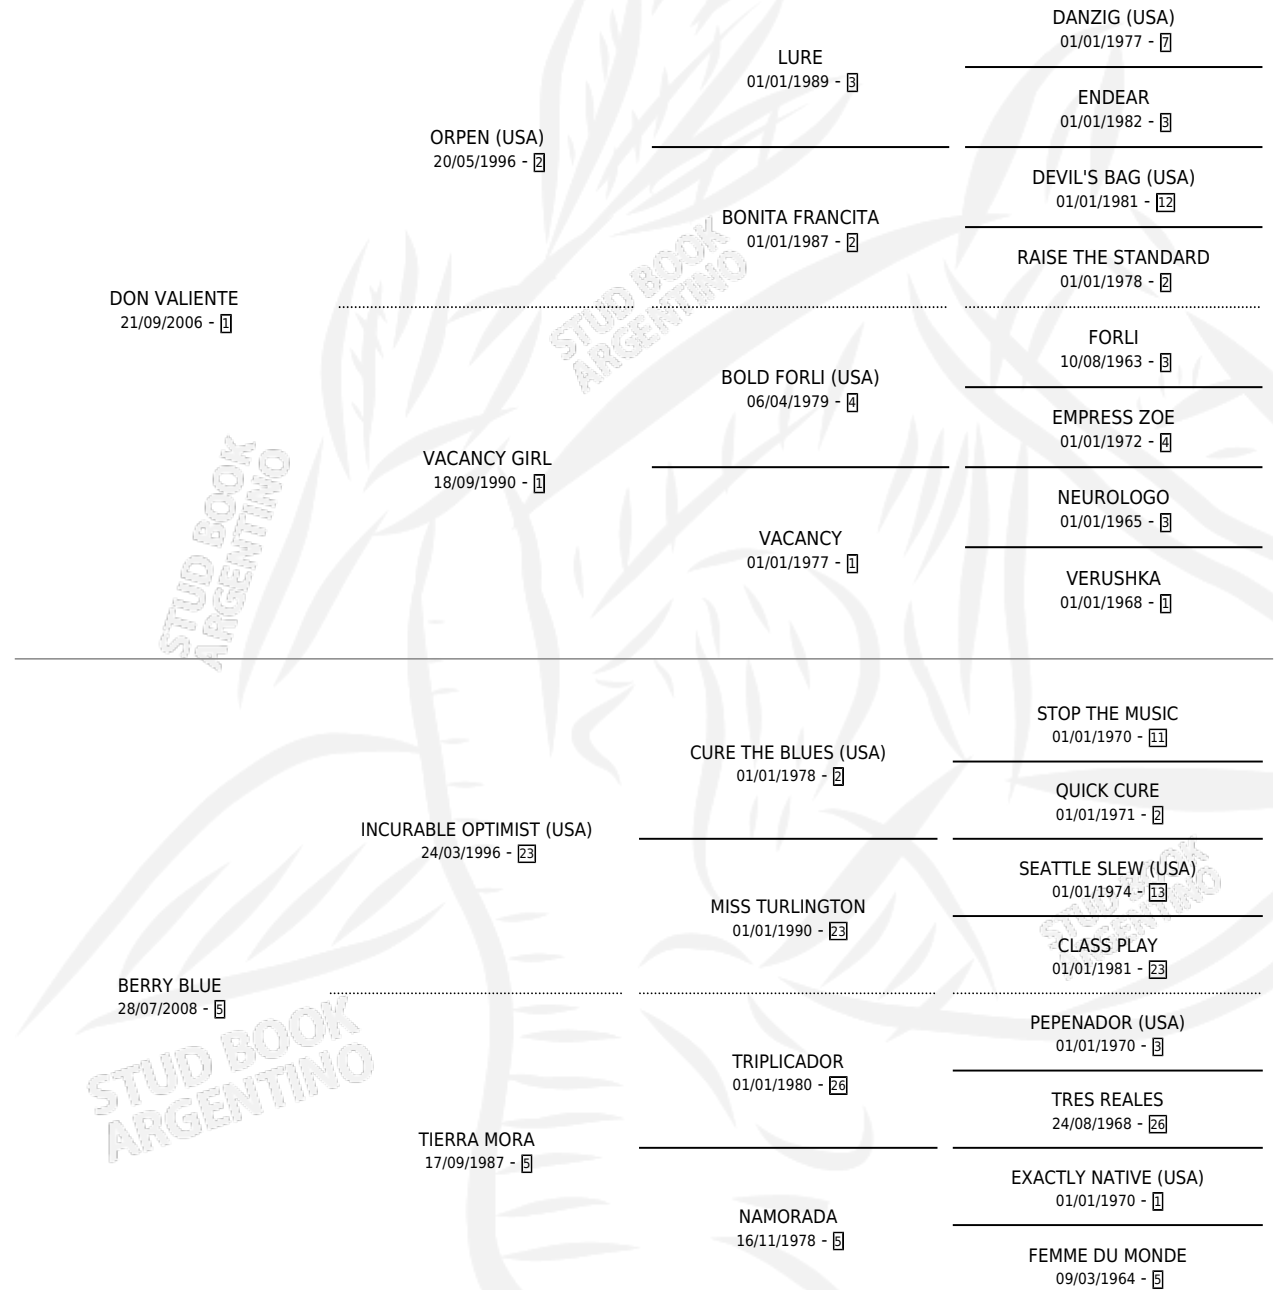 DANZIG (USA)
01/01/1977 - 7
LURE
01/01/1989 - 3
ENDEAR
01/01/1982 - 3
ORPEN (USA)
20/05/1996 - 2
DEVIL'S BAG (USA)
01/01/1981 - 12
BONITA FRANCITA
01/01/1987 - 2
RAISE THE STANDARD
01/01/1978 - 2
DON VALIENTE
21/09/2006 - 1
FORLI
10/08/1963 - 3
BOLD FORLI (USA)
06/04/1979 - 4
EMPRESS ZOE
01/01/1972 - 4
VACANCY GIRL
18/09/1990 - 1
NEUROLOGO
01/01/1965 - 3
VACANCY
01/01/1977 - 1
VERUSHKA
01/01/1968 - 1
STUD BOOK
ARGENTINO
STUD BOOK
ARGENTINO
STOP THE MUSIC
01/01/1970 - 11
CURE THE BLUES (USA)
01/01/1978 - 2
QUICK CURE
01/01/1971 - 2
INCURABLE OPTIMIST (USA)
24/03/1996 - 23
SEATTLE SLEW (USA)
01/01/1974 - 13
MISS TURLINGTON
01/01/1990 - 23
CLASS PLAY
01/01/1981 - 23
BERRY BLUE
28/07/2008 - 5
PEPENADOR (USA)
01/01/1970 - 3
TRIPLICADOR
01/01/1980 - 26
TRES REALES
24/08/1968 - 26
TIERRA MORA
17/09/1987 - 5
EXACTLY NATIVE (USA)
01/01/1970 - 1
NAMORADA
16/11/1978 - 5
FEMME DU MONDE
09/03/1964 - 5
STUD BOOK
ARGENTINO
STUD BOOK
ARGENTINO